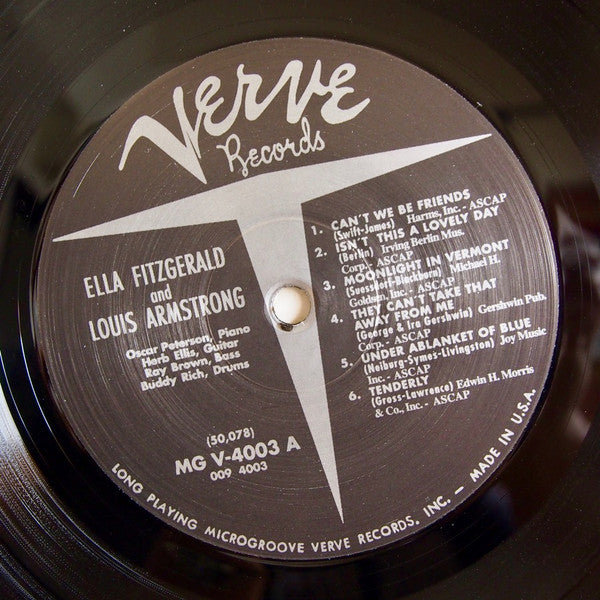 Verve
Records
ELLA FITZGERALD
and
LOUIS ARMSTRONG
Oscar Peterson, Piano
Herb Ellis, Guitar
Ray Brown, Bass
Buddy Rich, Drums
(50,078)
MG V-4003 A
009 4003
1. CAN'T WE BE FRIENDS
(Swift-James) Harms, Inc. - ASCAP
2. ISN'T THIS A LOVELY DAY
(Berlin) Irving Berlin Mus.
Corp. - ASCAP
3. MOONLIGHT IN VERMONT
(Suessdorf-Blackburn) Michael H.
Goldsen, Inc. - ASCAP
4. THEY CAN'T TAKE THAT
AWAY FROM ME
(George & Ira Gershwin) Gershwin Pub.
Corp. - ASCAP
5. UNDER ABLANKET OF BLUE
(Neiburg-Symes-Livingston) Joy Music
Inc. - ASCAP
6. TENDERLY
(Gross-Lawrence) Edwin H. Morris
& Co., Inc. - ASCAP
LONG PLAYING MICROGROOVE VERVE RECORDS, INC. — MADE IN U.S.A.